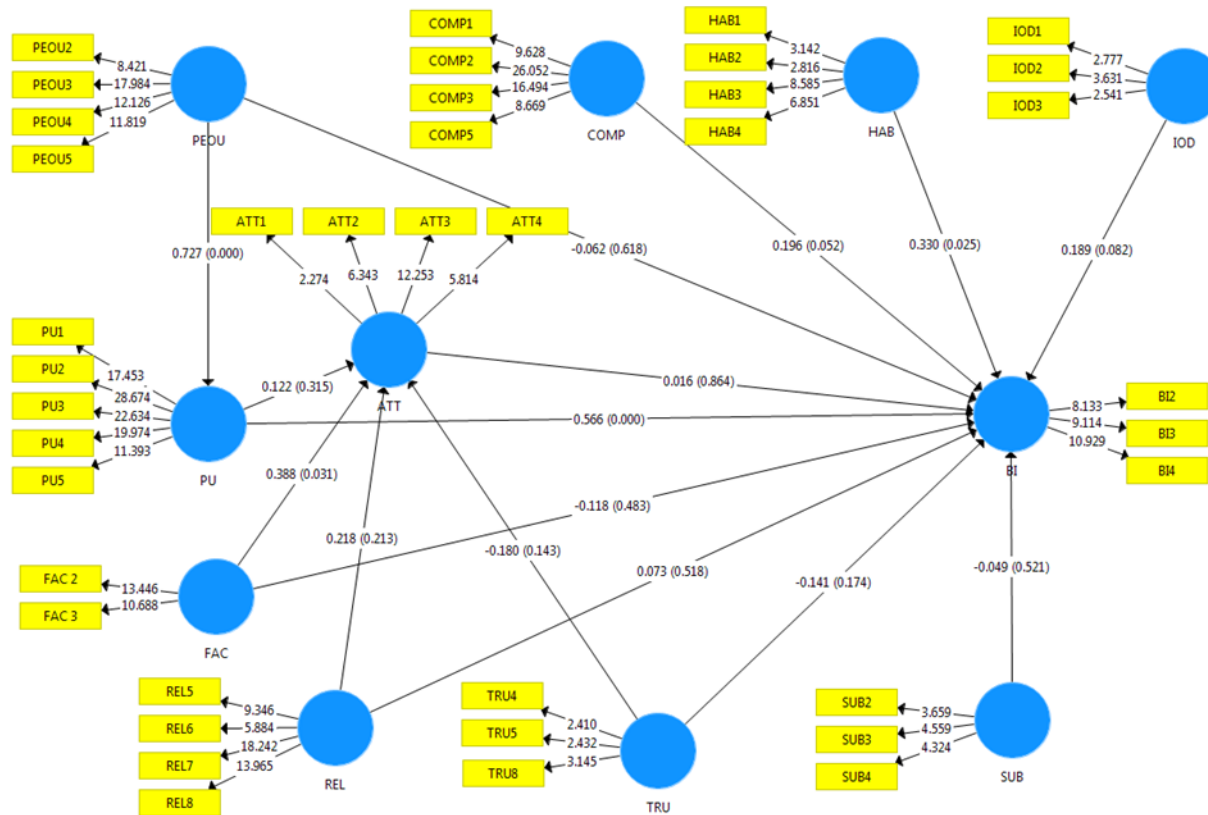 COMP1
COMP2
COMP3
COMP5
9.628
26.052
16.494
8.669
COMP
HAB1
HAB2
HAB3
HAB4
3.142
2.816
8.585
6.851
HAB
IOD1
IOD2
IOD3
2.777
3.631
2.541
IOD
PEOU2
PEOU3
PEOU4
PEOU5
8.421
17.984
12.126
11.819
PEOU
ATT1
ATT2
ATT3
ATT4
2.274
6.343
12.253
5.814
ATT
0.727 (0.000)
-0.062 (0.618)
0.196 (0.052)
0.330 (0.025)
0.189 (0.082)
PU1
PU2
PU3
PU4
PU5
17.453
28.674
22.634
19.974
11.393
PU
0.122 (0.315)
0.016 (0.864)
0.566 (0.000)
BI2
BI3
BI4
8.133
9.114
10.929
BI
0.388 (0.031)
-0.118 (0.483)
0.218 (0.213)
-0.180 (0.143)
0.073 (0.518)
-0.141 (0.174)
-0.049 (0.521)
FAC 2
FAC 3
13.446
10.688
FAC
REL5
REL6
REL7
REL8
9.346
5.884
18.242
13.965
REL
TRU4
TRU5
TRU8
2.410
2.432
3.145
TRU
SUB2
SUB3
SUB4
3.659
4.559
4.324
SUB